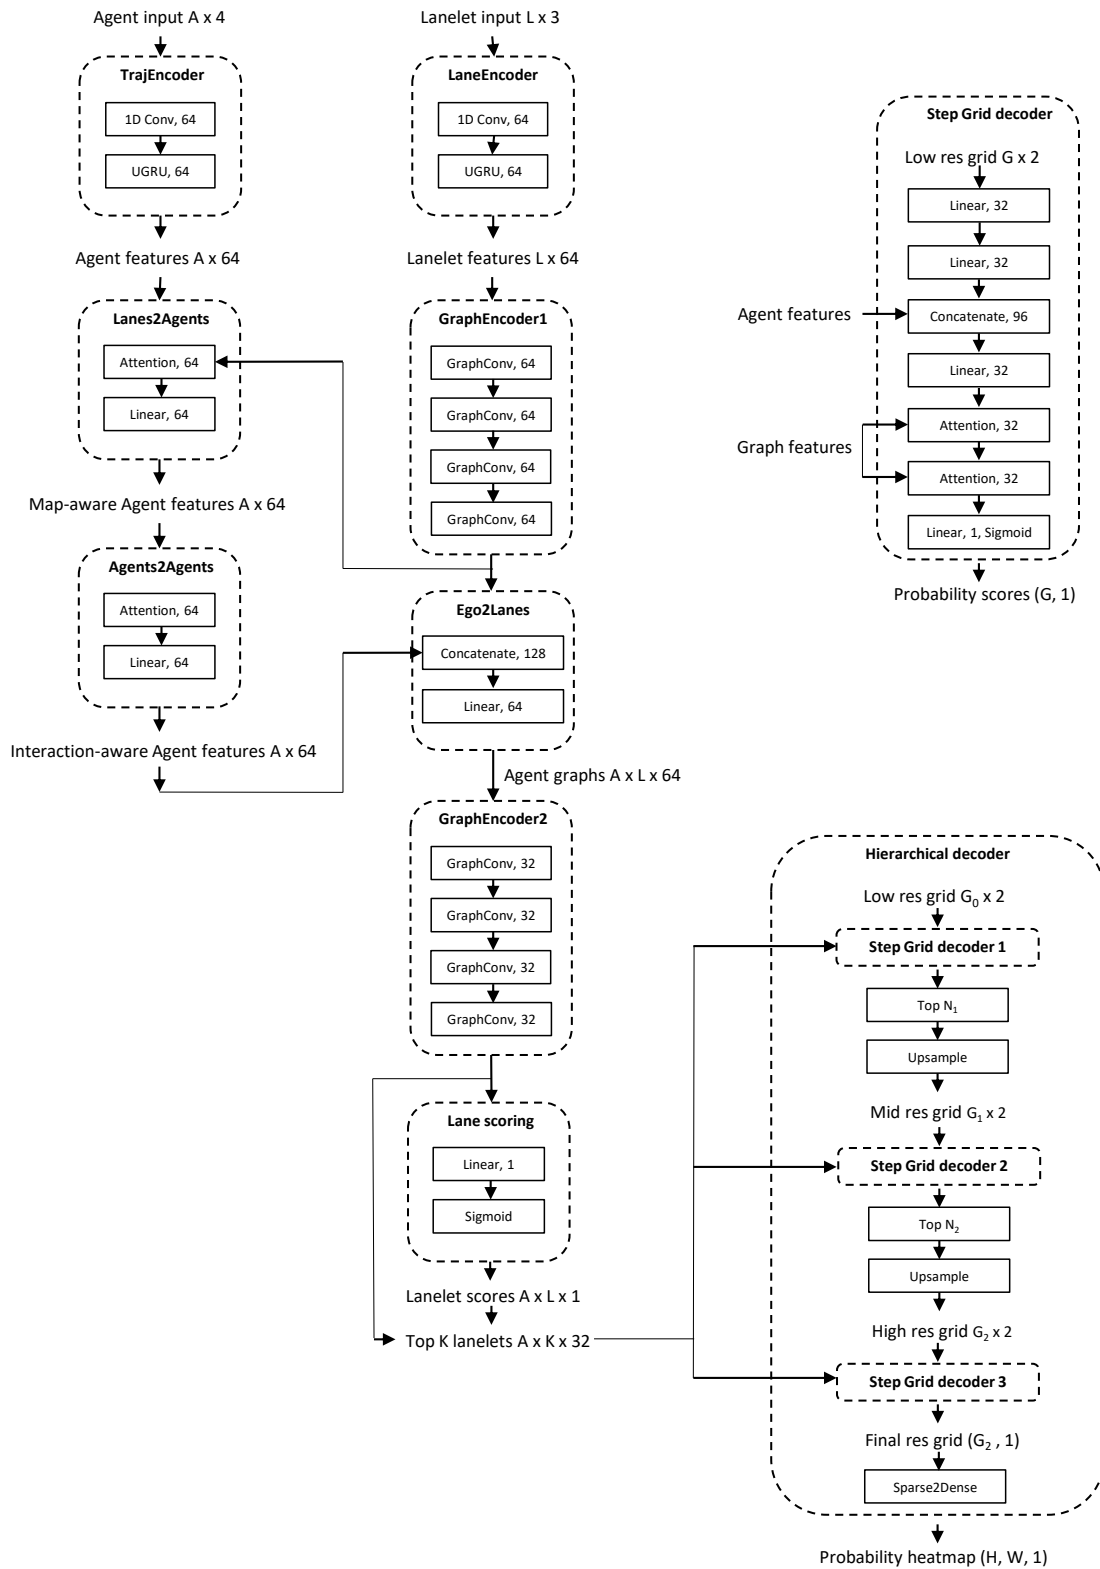 Agent input A x 4
TrajEncoder
1D Conv, 64
UGRU, 64
Agent features A x 64
Lanes2Agents
Attention, 64
Linear, 64
Map-aware Agent features A x 64
Agents2Agents
Attention, 64
Linear, 64
Interaction-aware Agent features A x 64
Lanelet input L x 3
LaneEncoder
1D Conv, 64
UGRU, 64
Lanelet features L x 64
GraphEncoder1
GraphConv, 64
GraphConv, 64
GraphConv, 64
GraphConv, 64
Ego2Lanes
Concatenate, 128
Linear, 64
Agent graphs A x L x 64
GraphEncoder2
GraphConv, 32
GraphConv, 32
GraphConv, 32
GraphConv, 32
Lane scoring
Linear, 1
Sigmoid
Lanelet scores A x L x 1
Top K lanelets A x K x 32
Step Grid decoder
Low res grid G x 2
Linear, 32
Linear, 32
Agent features
Concatenate, 96
Linear, 32
Attention, 32
Graph features
Attention, 32
Linear, 1, Sigmoid
Probability scores (G, 1)
Hierarchical decoder
Low res grid G₀ x 2
Step Grid decoder 1
Top N₁
Upsample
Mid res grid G₁ x 2
Step Grid decoder 2
Top N₂
Upsample
High res grid G₂ x 2
Step Grid decoder 3
Final res grid (G₂ , 1)
Sparse2Dense
Probability heatmap (H, W, 1)